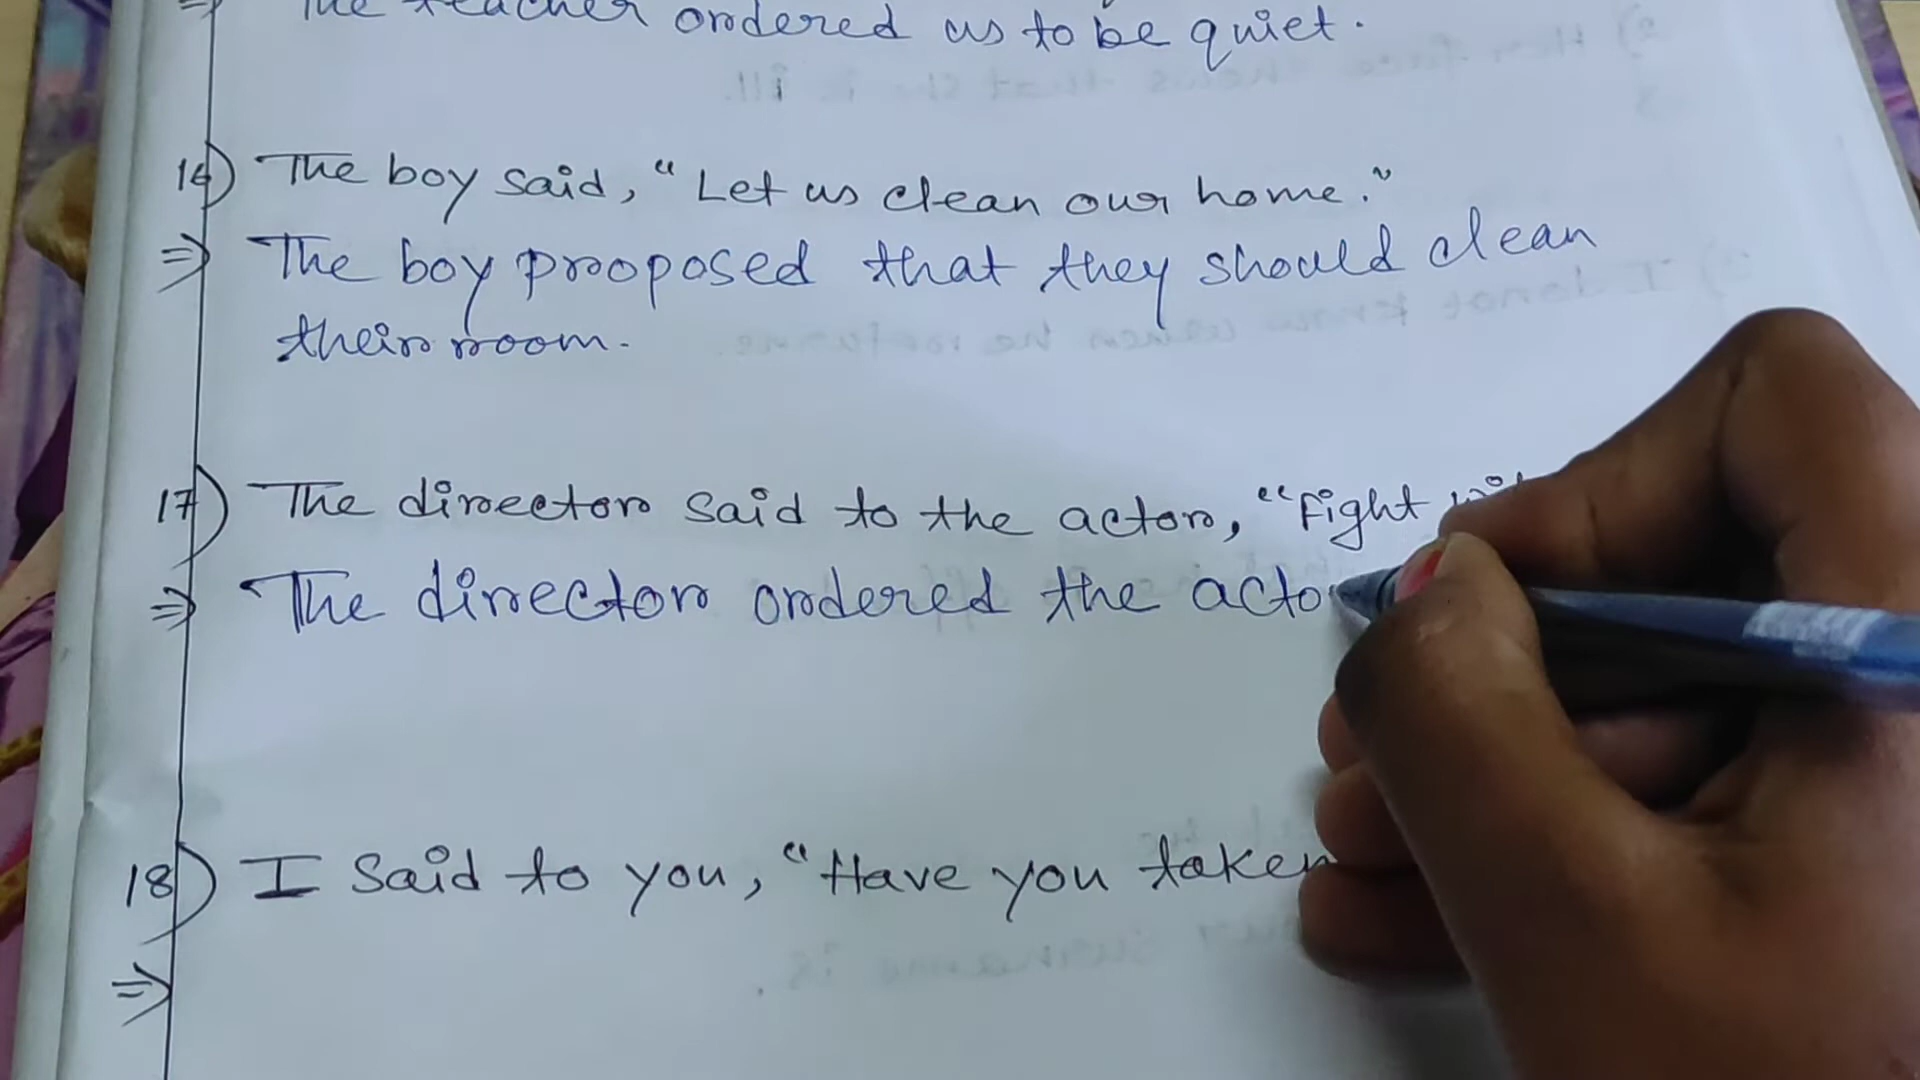 The teacher ordered us to be quiet.
16) The boy said, "Let us clean our home."
⇒ The boy proposed that they should clean
their room.
17) The director said to the actor, "Fight
⇒ The director ordered the acto
18) I said to you, "Have you taken
⇒